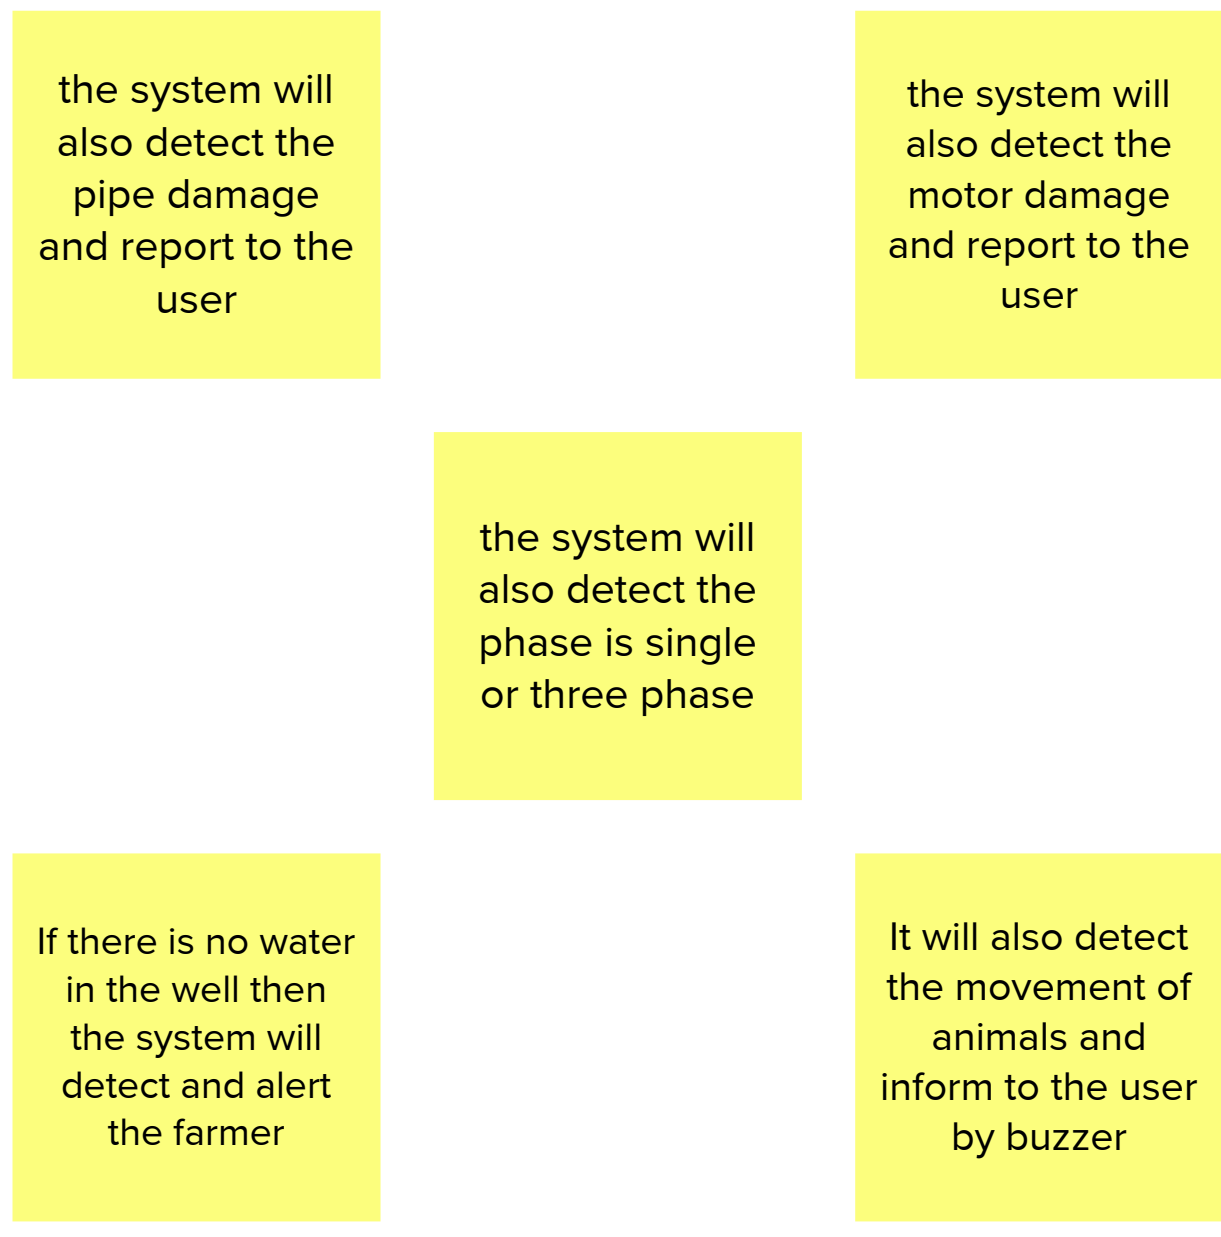 the system will
also detect the
pipe damage
and report to the
user
the system will
also detect the
motor damage
and report to the
user
the system will
also detect the
phase is single
or three phase
If there is no water
in the well then
the system will
detect and alert
the farmer
It will also detect
the movement of
animals and
inform to the user
by buzzer